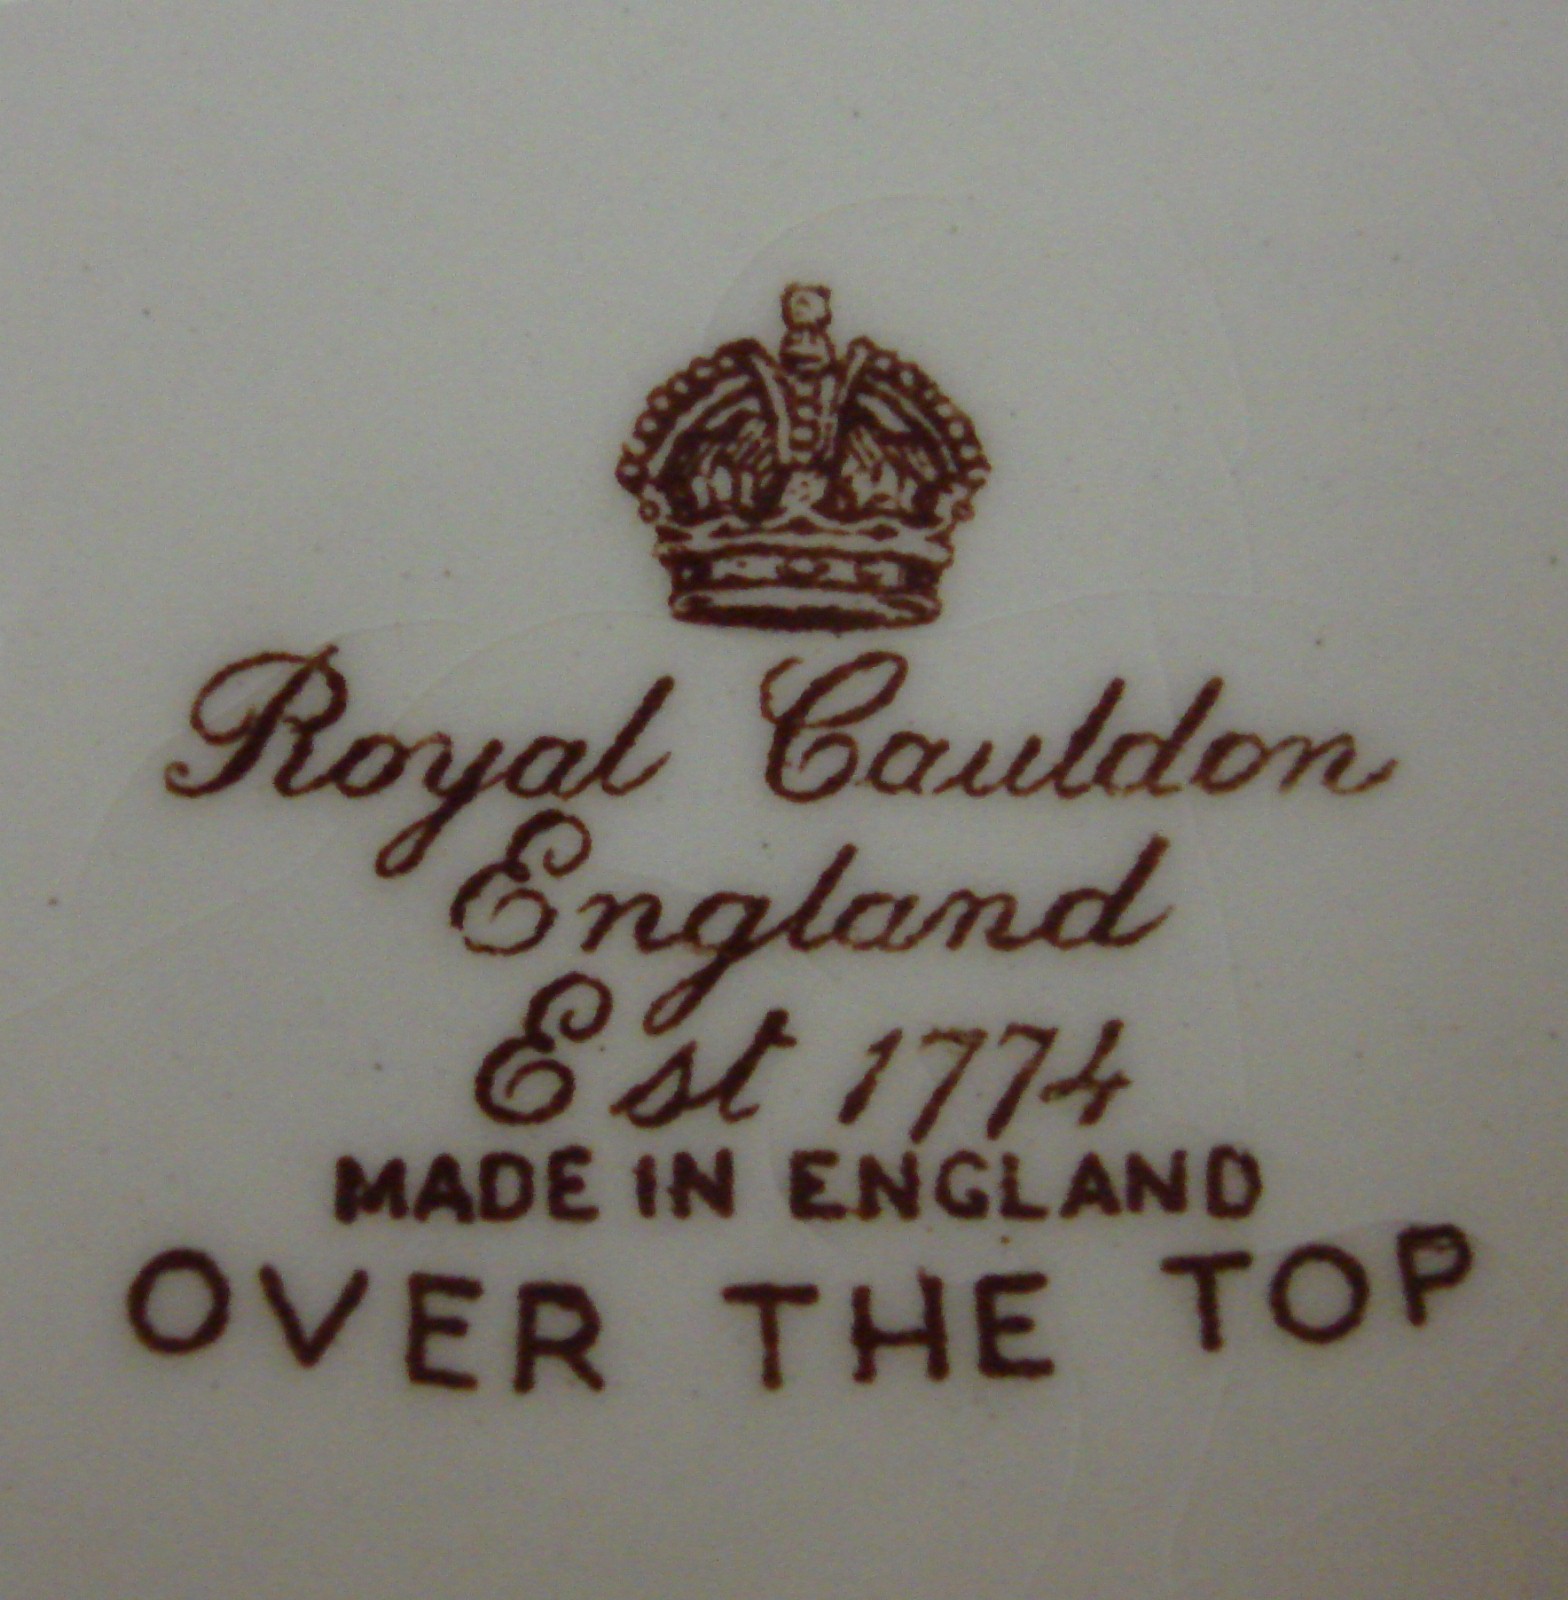 Royal Cauldon
England
Est 1774
MADE IN ENGLAND
OVER THE TOP